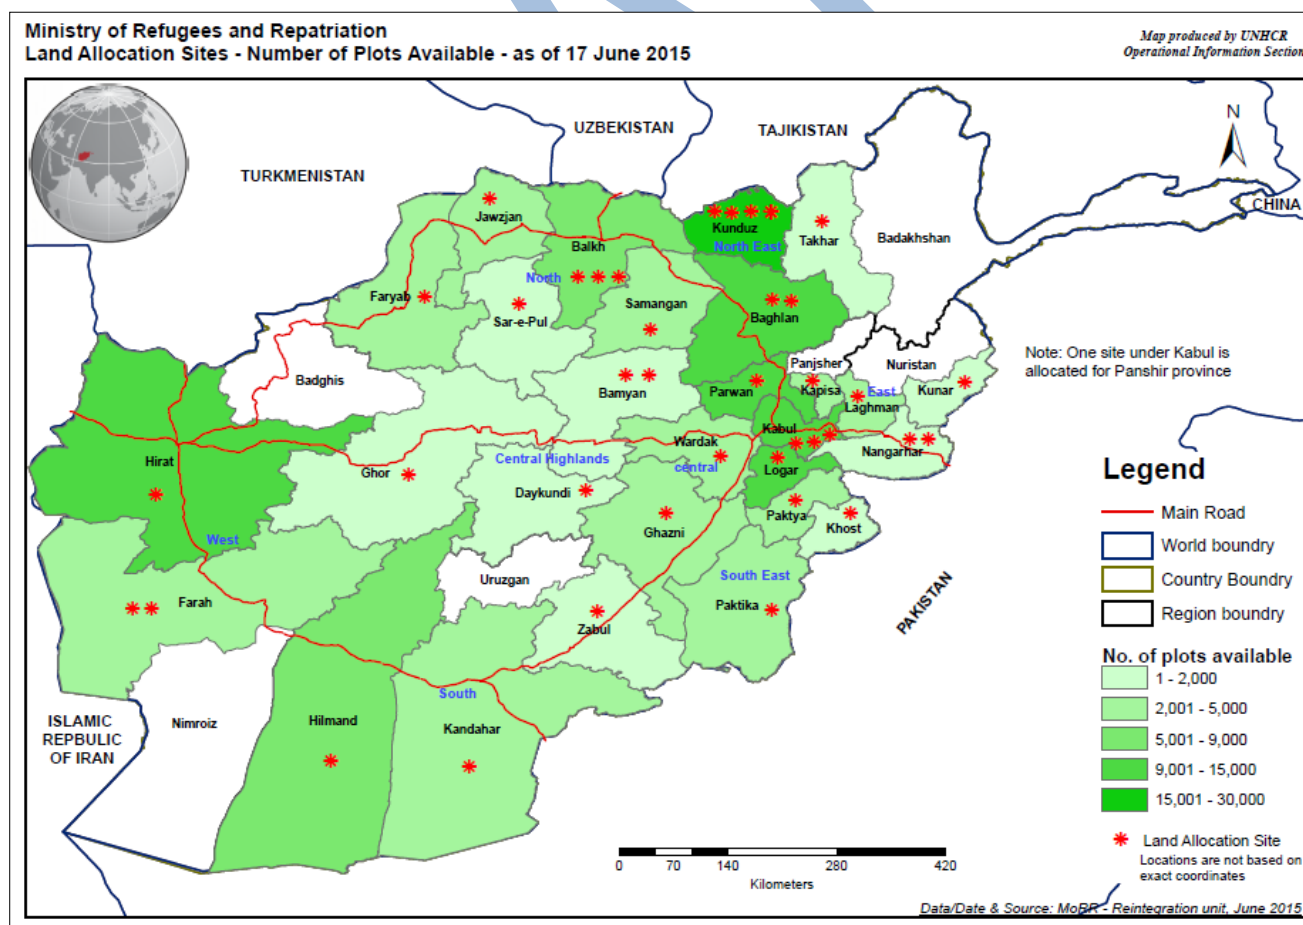 Ministry of Refugees and Repatriation
Land Allocation Sites - Number of Plots Available - as of 17 June 2015
Map produced by UNHCR
Operational Information Section
UZBEKISTAN
TAJIKISTAN
TURKMENISTAN
CHINA
N
Jawzjan
Kunduz
North East
Takhar
Badakhshan
Balkh
North
Faryab
Sar-e-Pul
Samangan
Baghlan
Badghis
Bamyan
Panjsher
Nuristan
Parwan
Kapisa
East
Laghman
Kunar
Note: One site under Kabul is
allocated for Panshir province
Kabul
Wardak
central
Nangarhar
Hirat
Ghor
Central Highlands
Logar
Daykundi
Paktya
Khost
Ghazni
West
Uruzgan
South East
Farah
Zabul
Paktika
PAKISTAN
South
ISLAMIC
REPBULIC
OF IRAN
Nimroiz
Hilmand
Kandahar
Legend
Main Road
World boundry
Country Boundry
Region boundry
No. of plots available
1 - 2,000
2,001 - 5,000
5,001 - 9,000
9,001 - 15,000
15,001 - 30,000
Land Allocation Site
Locations are not based on
exact coordinates
0 70 140 280 420
Kilometers
Data/Date & Source: MoRR - Reintegration unit, June 2015